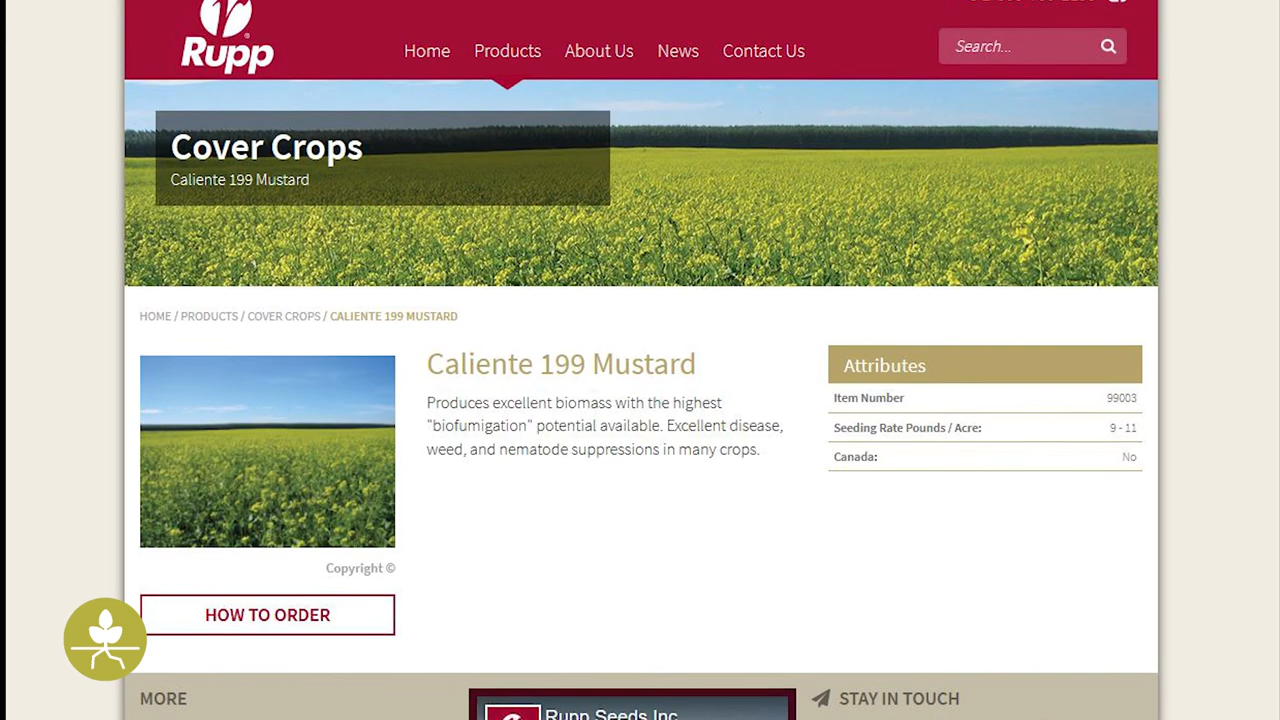 Rupp
Home Products About Us News Contact Us
Search...
Cover Crops
Caliente 199 Mustard
HOME / PRODUCTS / COVER CROPS / CALIENTE 199 MUSTARD
Caliente 199 Mustard
Produces excellent biomass with the highest
"biofumigation" potential available. Excellent disease,
weed, and nematode suppressions in many crops.
Attributes
Item Number 99003
Seeding Rate Pounds / Acre: 9 - 11
Canada: No
Copyright ©
HOW TO ORDER
MORE
Rupp Seeds Inc
STAY IN TOUCH